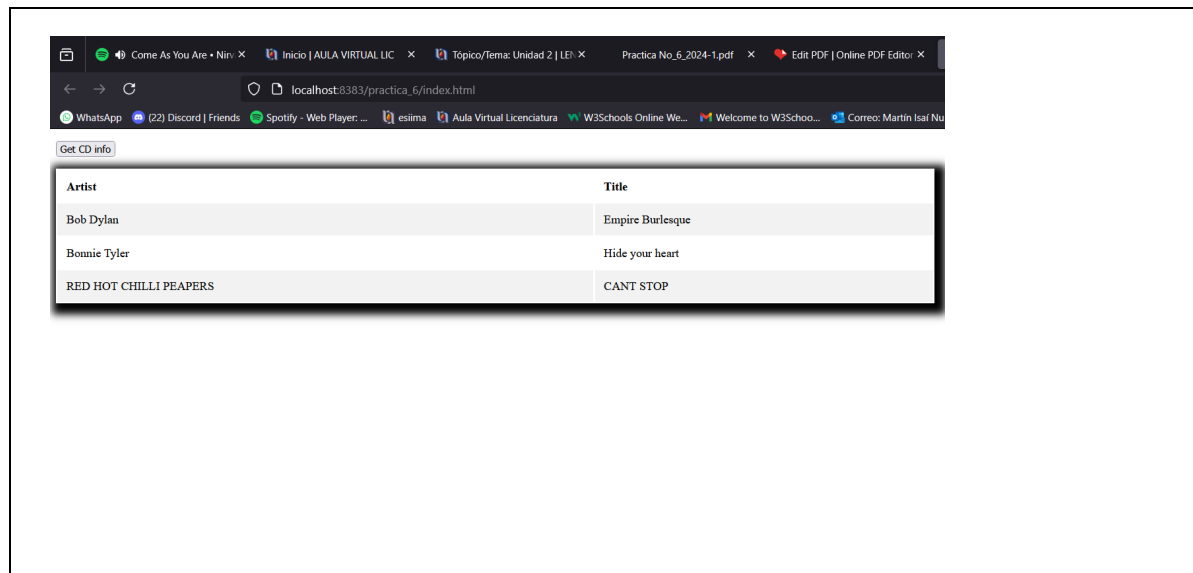 Come As You Are • Nirv
Inicio | AULA VIRTUAL LIC
Tópico/Tema: Unidad 2 | LEN
Practica No_6_2024-1.pdf
Edit PDF | Online PDF Editor
localhost:8383/practica_6/index.html
WhatsApp (22) Discord | Friends Spotify - Web Player: ... esiima Aula Virtual Licenciatura W3Schools Online We... Welcome to W3Schoo... Correo: Martín Isaí Nu
Get CD info
Artist Title
Bob Dylan Empire Burlesque
Bonnie Tyler Hide your heart
RED HOT CHILLI PEAPERS CANT STOP